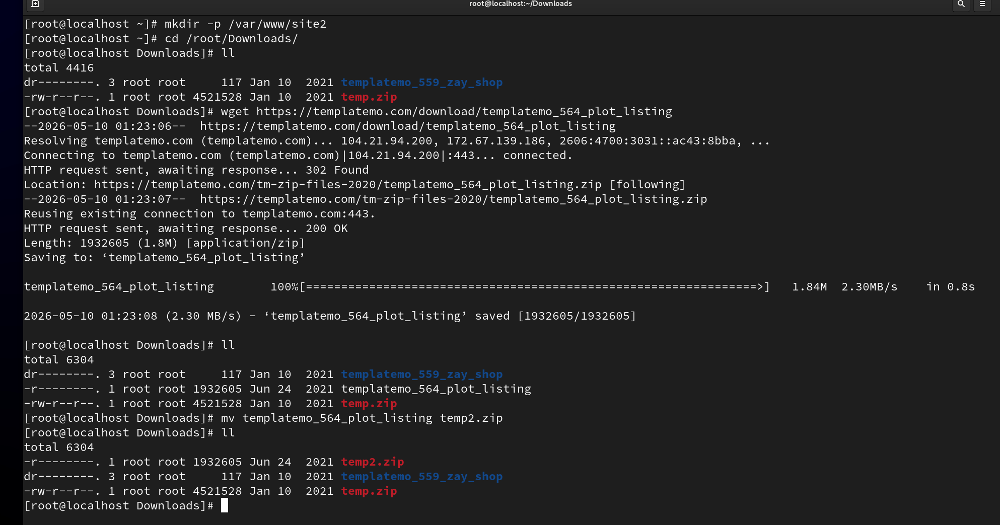 root@localhost:~/Downloads
[root@localhost ~]# mkdir -p /var/www/site2
[root@localhost ~]# cd /root/Downloads/
[root@localhost Downloads]# ll
total 4416
dr--------. 3 root root     117 Jan 10  2021 templatemo_559_zay_shop
-rw-r--r--. 1 root root 4521528 Jan 10  2021 temp.zip
[root@localhost Downloads]# wget https://templatemo.com/download/templatemo_564_plot_listing
--2026-05-10 01:23:06--  https://templatemo.com/download/templatemo_564_plot_listing
Resolving templatemo.com (templatemo.com)... 104.21.94.200, 172.67.139.186, 2606:4700:3031::ac43:8bba, ...
Connecting to templatemo.com (templatemo.com)|104.21.94.200|:443... connected.
HTTP request sent, awaiting response... 302 Found
Location: https://templatemo.com/tm-zip-files-2020/templatemo_564_plot_listing.zip [following]
--2026-05-10 01:23:07--  https://templatemo.com/tm-zip-files-2020/templatemo_564_plot_listing.zip
Reusing existing connection to templatemo.com:443.
HTTP request sent, awaiting response... 200 OK
Length: 1932605 (1.8M) [application/zip]
Saving to: ‘templatemo_564_plot_listing’
templatemo_564_plot_listing        100%[================================================================>]   1.84M  2.30MB/s    in 0.8s
2026-05-10 01:23:08 (2.30 MB/s) - ‘templatemo_564_plot_listing’ saved [1932605/1932605]
[root@localhost Downloads]# ll
total 6304
dr--------. 3 root root     117 Jan 10  2021 templatemo_559_zay_shop
-r--------. 1 root root 1932605 Jun 24  2021 templatemo_564_plot_listing
-rw-r--r--. 1 root root 4521528 Jan 10  2021 temp.zip
[root@localhost Downloads]# mv templatemo_564_plot_listing temp2.zip
[root@localhost Downloads]# ll
total 6304
-r--------. 1 root root 1932605 Jun 24  2021 temp2.zip
dr--------. 3 root root     117 Jan 10  2021 templatemo_559_zay_shop
-rw-r--r--. 1 root root 4521528 Jan 10  2021 temp.zip
[root@localhost Downloads]#